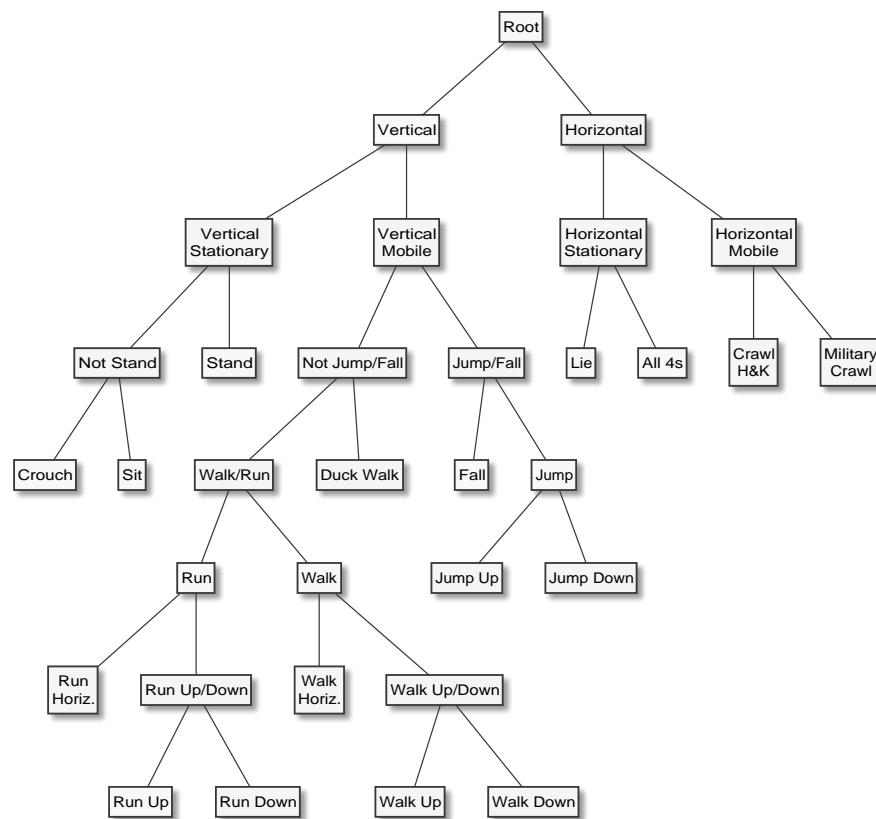 Root
Vertical
Horizontal
Vertical
Stationary
Vertical
Mobile
Horizontal
Stationary
Horizontal
Mobile
Not Stand
Stand
Not Jump/Fall
Jump/Fall
Lie
All 4s
Crawl
H&K
Military
Crawl
Crouch
Sit
Walk/Run
Duck Walk
Fall
Jump
Run
Walk
Jump Up
Jump Down
Run
Horiz.
Run Up/Down
Walk
Horiz.
Walk Up/Down
Run Up
Run Down
Walk Up
Walk Down